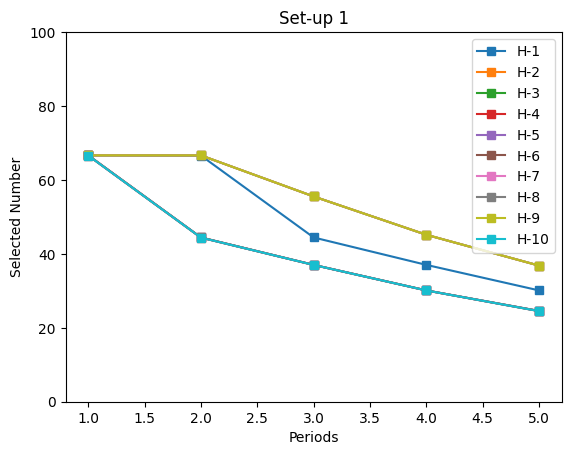 Set-up 1
Selected Number
100
80
60
40
20
0
H-1
H-2
H-3
H-4
H-5
H-6
H-7
H-8
H-9
H-10
1.0 1.5 2.0 2.5 3.0 3.5 4.0 4.5 5.0
Periods